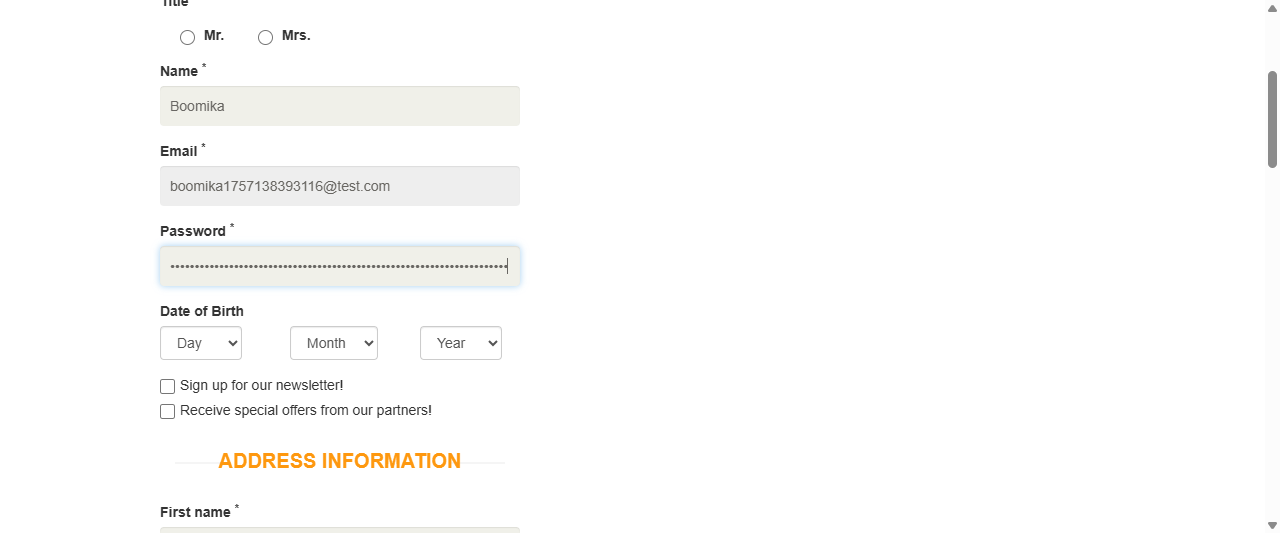 Title
Mr. Mrs.
Name *
Boomika
Email *
boomika1757138393116@test.com
Password *
Date of Birth
Day Month Year
Sign up for our newsletter!
Receive special offers from our partners!
ADDRESS INFORMATION
First name *